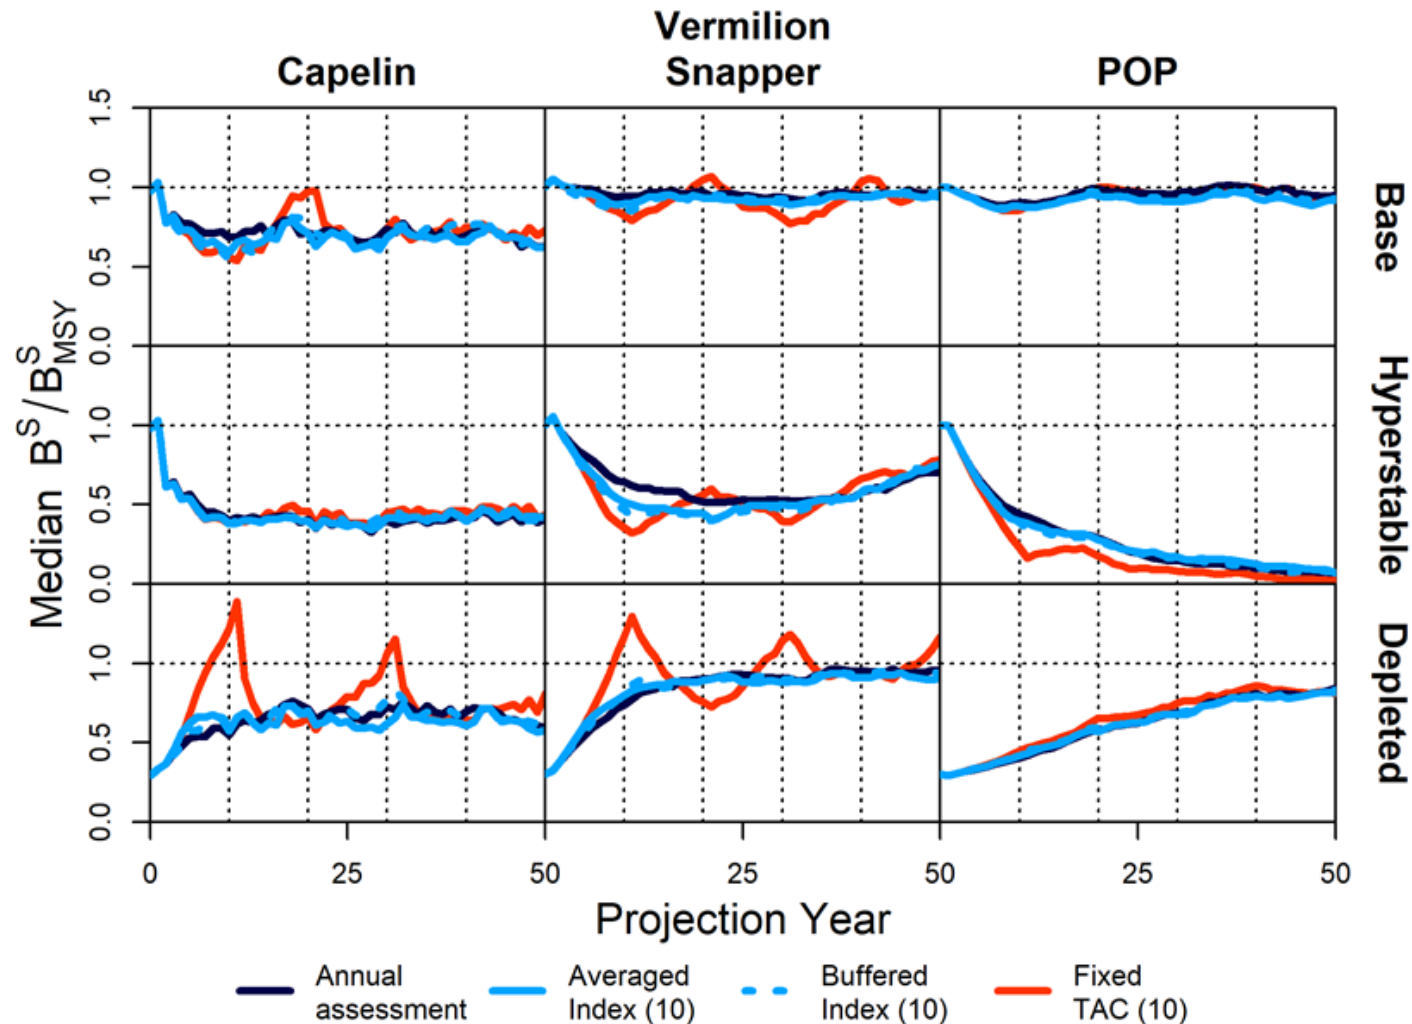 Vermilion
Capelin Snapper POP
1.5
1.0
0.5
0.0
Base
1.0
0.5
0.0
Hyperstable
1.0
0.5
0.0
Depleted
Median B^S / B^S_MSY
0 25 50 25 50 25 50
Projection Year
Annual Averaged Buffered Fixed
assessment Index (10) Index (10) TAC (10)